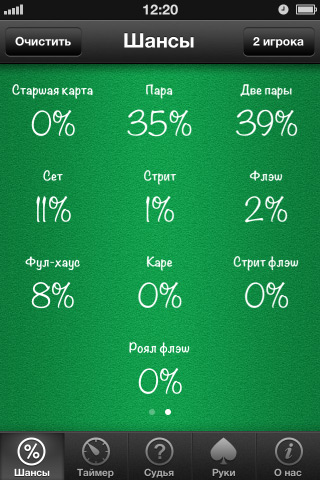 12:20
Очистить Шансы 2 игрока
Старшая карта Пара Две пары
0% 35% 39%
Сет Стрит Флэш
11% 1% 2%
Фул-хаус Каре Стрит флэш
8% 0% 0%
Роял флэш
0%
%
?
i
Шансы Таймер Судья Руки О нас